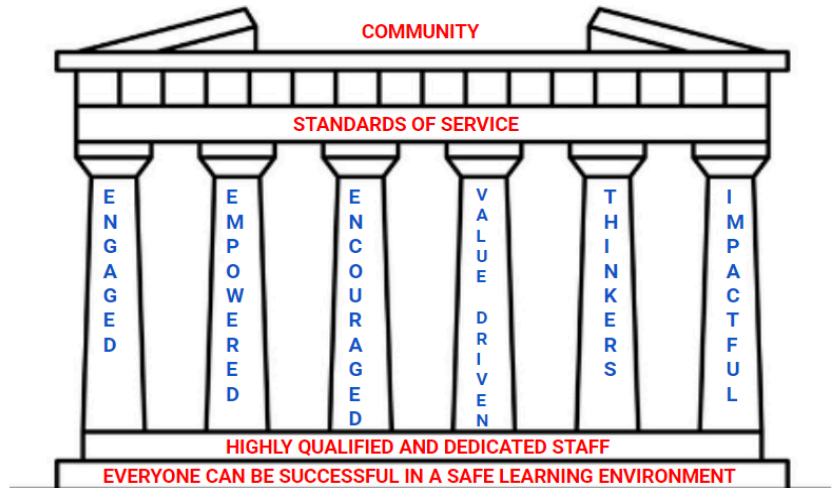 COMMUNITY
STANDARDS OF SERVICE
ENGAGED
EMPOWERED
ENCOURAGED
VALUE DRIVEN
THINKERS
IMPACTFUL
HIGHLY QUALIFIED AND DEDICATED STAFF
EVERYONE CAN BE SUCCESSFUL IN A SAFE LEARNING ENVIRONMENT